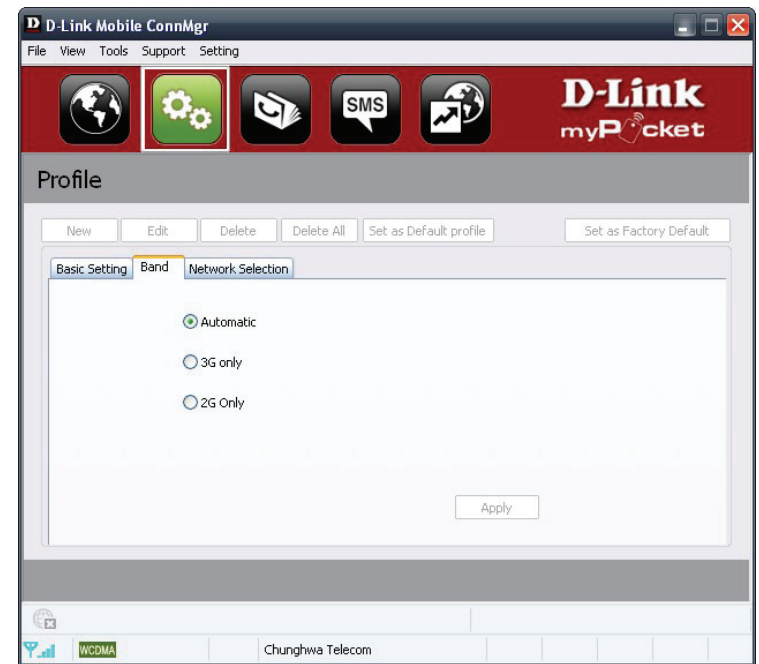 D D-Link Mobile ConnMgr
File View Tools Support Setting
SMS
D-Link
myPocket
Profile
New Edit Delete Delete All Set as Default profile Set as Factory Default
Basic Setting Band Network Selection
Automatic
3G only
2G Only
Apply
WCDMA Chunghwa Telecom